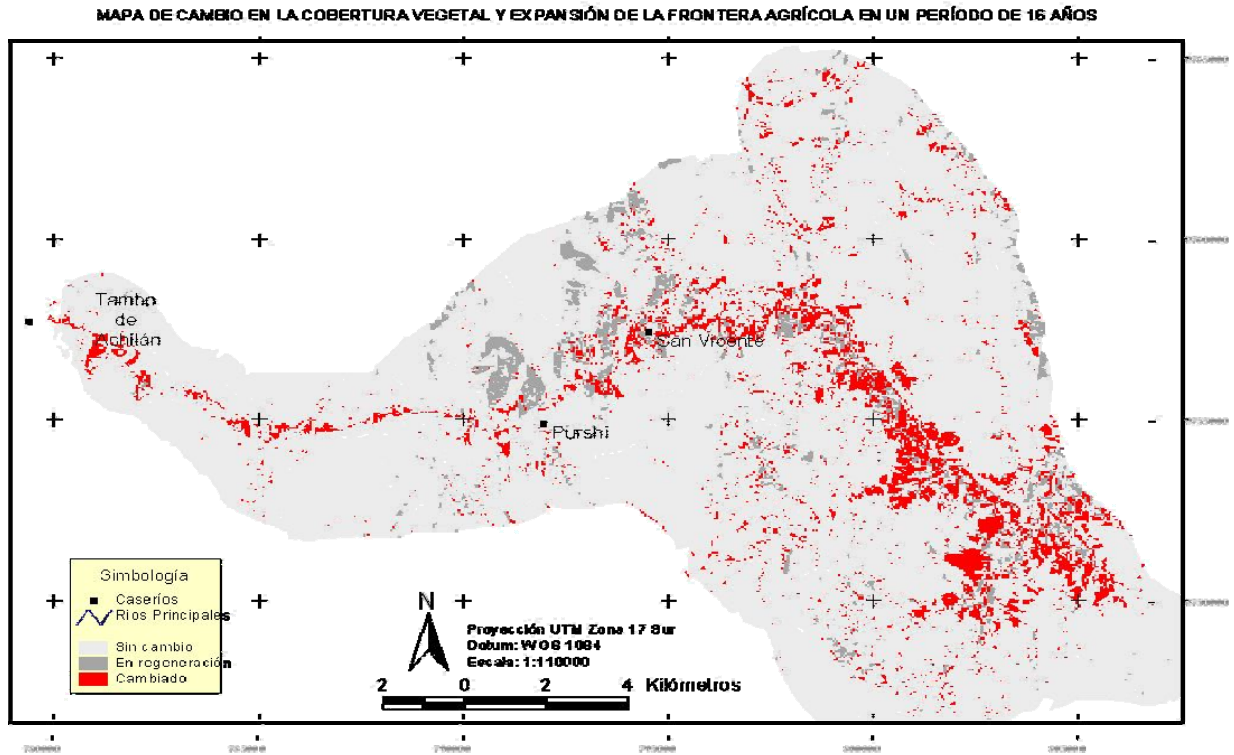 MAPA DE CAMBIO EN LA COBERTURA VEGETAL Y EXPANSIÓN DE LA FRONTERA AGRÍCOLA EN UN PERÍODO DE 16 AÑOS
Tambo
de
Achilán
San Vicente
Purshi
Simbología
Caseríos
Rios Principales
Sin cambio
En regeneración
Cambiado
N
Proyección UTM Zona 17 Sur
Datum: WGS 1984
Escala: 1:110000
2 0 2 4 Kilómetros